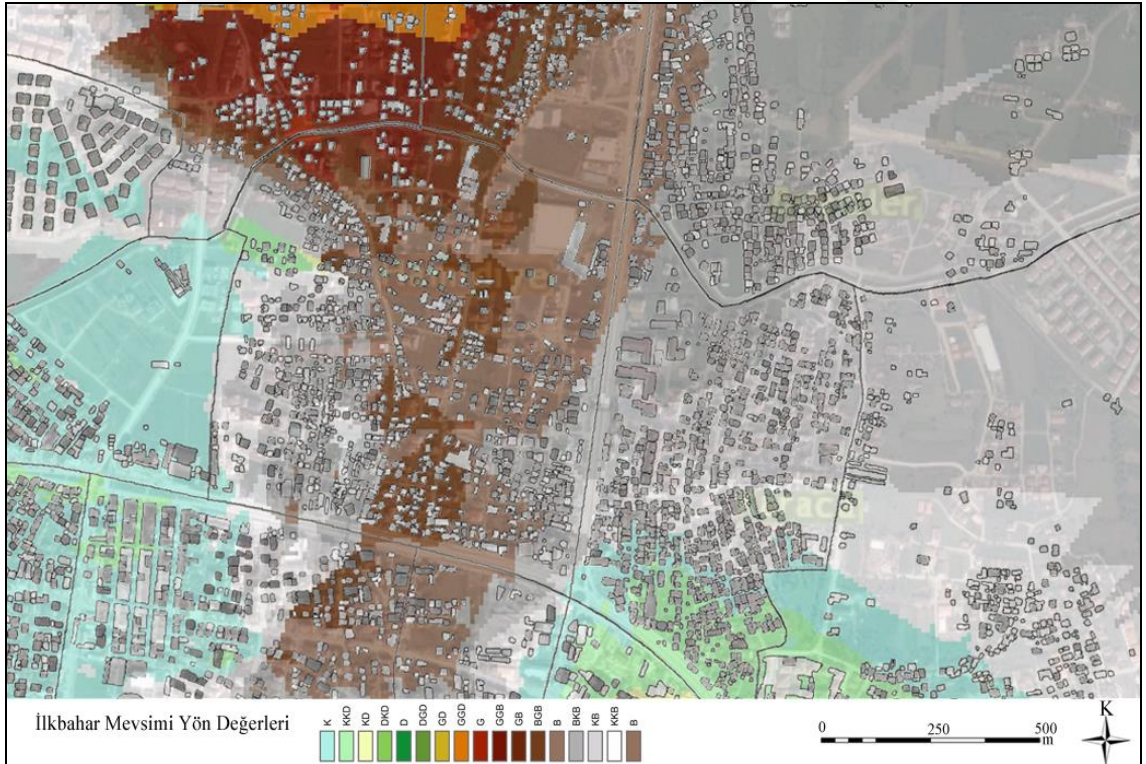 İlkbahar Mevsimi Yön Değerleri
K KKD KD DKD D DGD GD GGD G GGB GB BGB B BKB KB KKB B
0 250 500
m
K